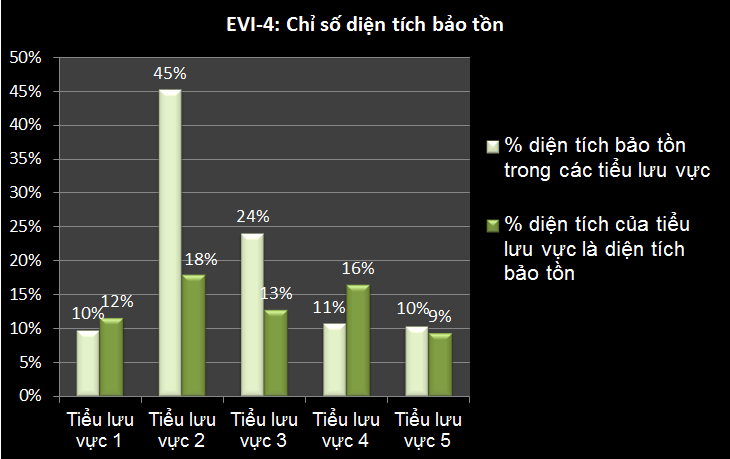 EVI-4: Chỉ số diện tích bảo tồn
50%
45%
40%
35%
30%
25%
20%
15%
10%
5%
0%
10%
12%
45%
18%
24%
13%
11%
16%
10%
9%
Tiểu lưu
vực 1
Tiểu lưu
vực 2
Tiểu lưu
vực 3
Tiểu lưu
vực 4
Tiểu lưu
vực 5
% diện tích bảo tồn
trong các tiểu lưu vực
% diện tích của tiểu
lưu vực là diện tích
bảo tồn